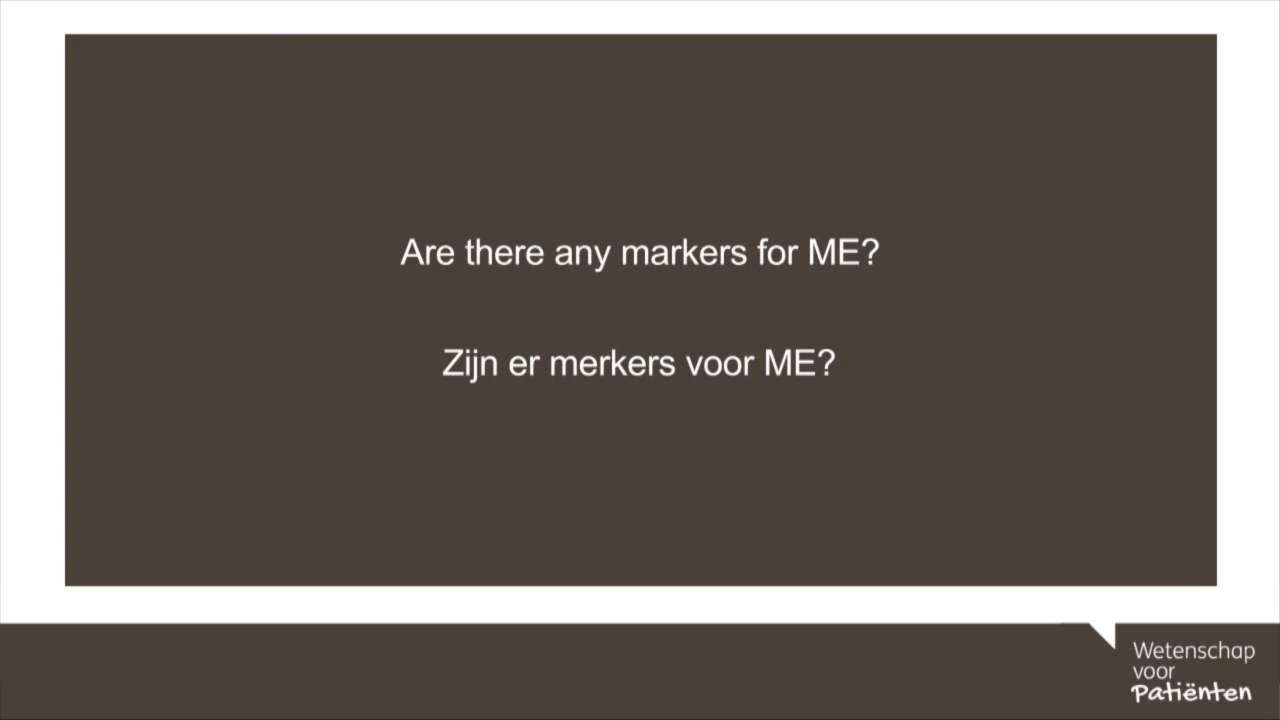 Are there any markers for ME?
Zijn er merkers voor ME?
Wetenschap
voor
Patiënten